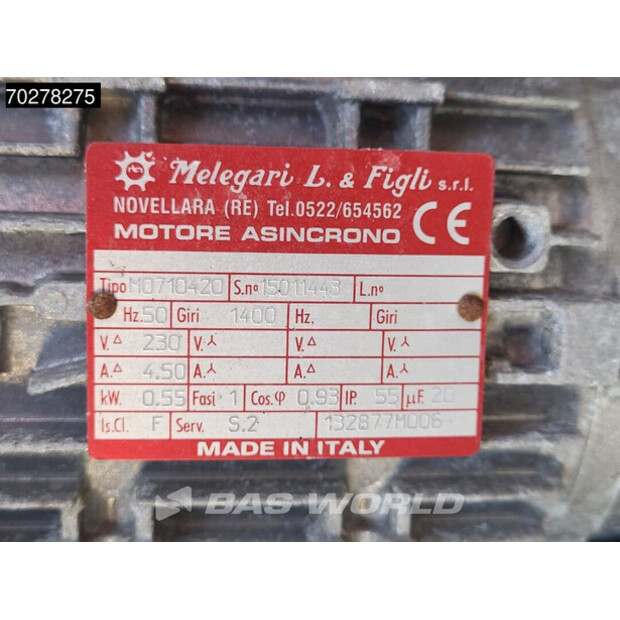 70278275
Melegari L. & Figli s.r.l.
NOVELLARA (RE) Tel.0522/654562
MOTORE ASINCRONO CE
Tipo M0710420 S.nº 15011443 L.nº
Hz. 50 Giri 1400 Hz. Giri
V.Δ 230 V.⅄ V.Δ V.⅄
A.Δ 4.50 A.⅄ A.Δ A.⅄
kW. 0.55 Fasi 1 Cos.φ 0.93 IP. 55 µF. 20
Is.Cl. F Serv. S.2 132877M006
MADE IN ITALY
BAS WORLD